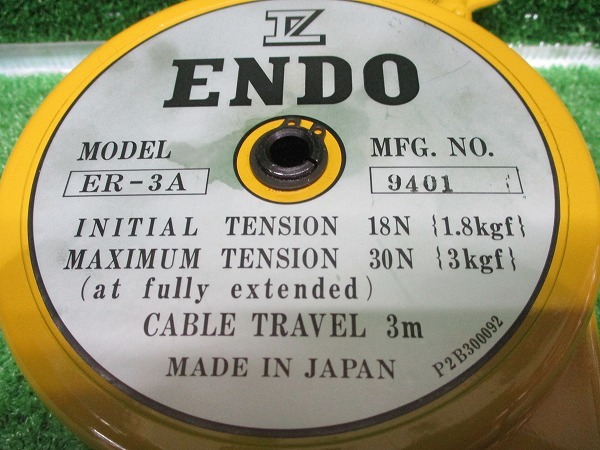 ENDO
MODEL
ER-3A
MFG. NO.
9401
INITIAL TENSION 18N {1.8kgf}
MAXIMUM TENSION 30N {3kgf}
(at fully extended)
CABLE TRAVEL 3m
MADE IN JAPAN
P2B300092